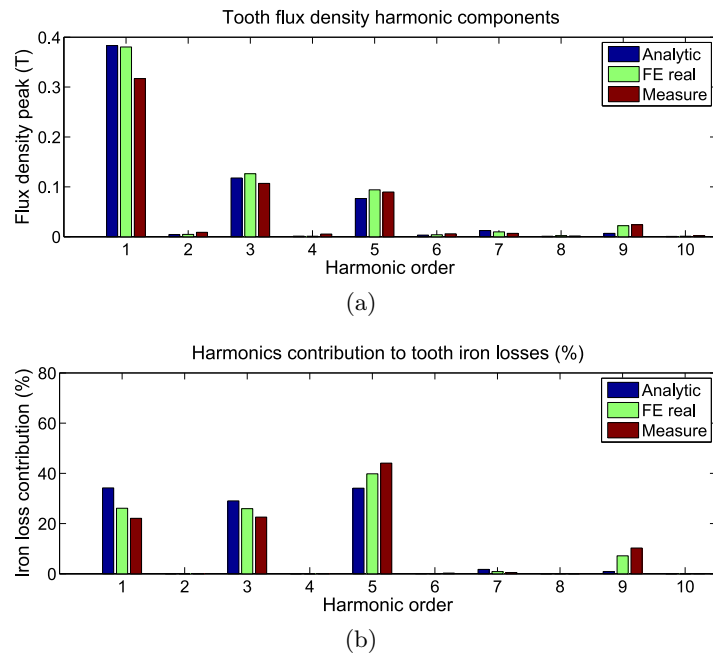 Tooth flux density harmonic components
Flux density peak (T)
0.4
0.3
0.2
0.1
0
Analytic
FE real
Measure
1 2 3 4 5 6 7 8 9 10
Harmonic order
(a)
Harmonics contribution to tooth iron losses (%)
Iron loss contribution (%)
80
60
40
20
0
Analytic
FE real
Measure
1 2 3 4 5 6 7 8 9 10
Harmonic order
(b)